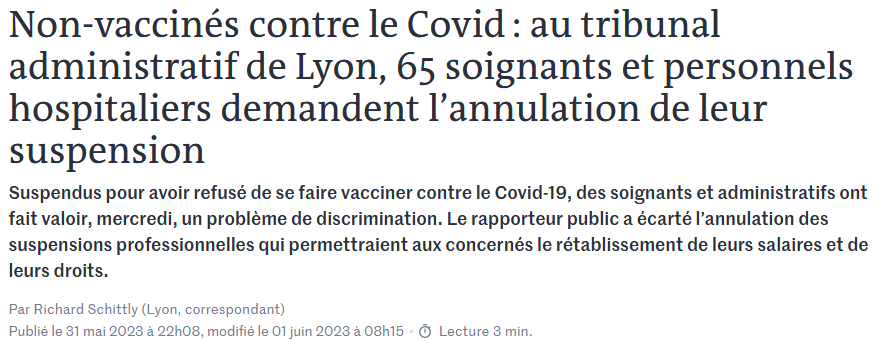 Non-vaccinés contre le Covid : au tribunal
administratif de Lyon, 65 soignants et personnels
hospitaliers demandent l’annulation de leur
suspension
Suspendus pour avoir refusé de se faire vacciner contre le Covid-19, des soignants et administratifs ont
fait valoir, mercredi, un problème de discrimination. Le rapporteur public a écarté l’annulation des
suspensions professionnelles qui permettraient aux concernés le rétablissement de leurs salaires et de
leurs droits.
Par Richard Schittly (Lyon, correspondant)
Publié le 31 mai 2023 à 22h08, modifié le 01 juin 2023 à 08h15 • Lecture 3 min.